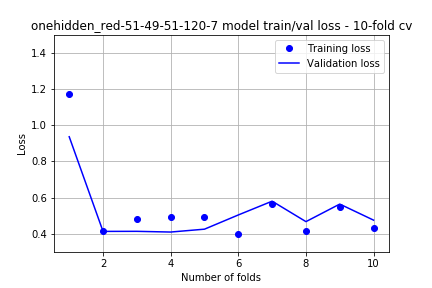 onehidden_red-51-49-51-120-7 model train/val loss - 10-fold cv
Training loss
Validation loss
1.4
1.2
1.0
0.8
0.6
0.4
Loss
2 4 6 8 10
Number of folds